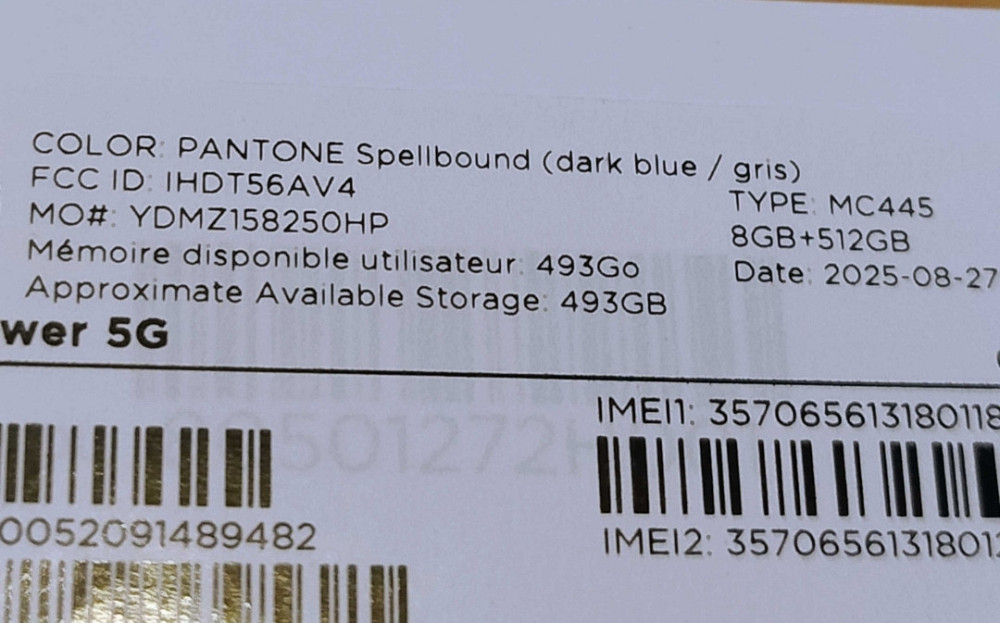 COLOR: PANTONE Spellbound (dark blue / gris)
FCC ID: IHDT56AV4
TYPE: MC445
MO#: YDMZ158250HP
8GB+512GB
Mémoire disponible utilisateur: 493Go
Date: 2025-08-27
Approximate Available Storage: 493GB
wer 5G
IMEI1: 357065613180118
0052091489482
IMEI2: 35706561318012